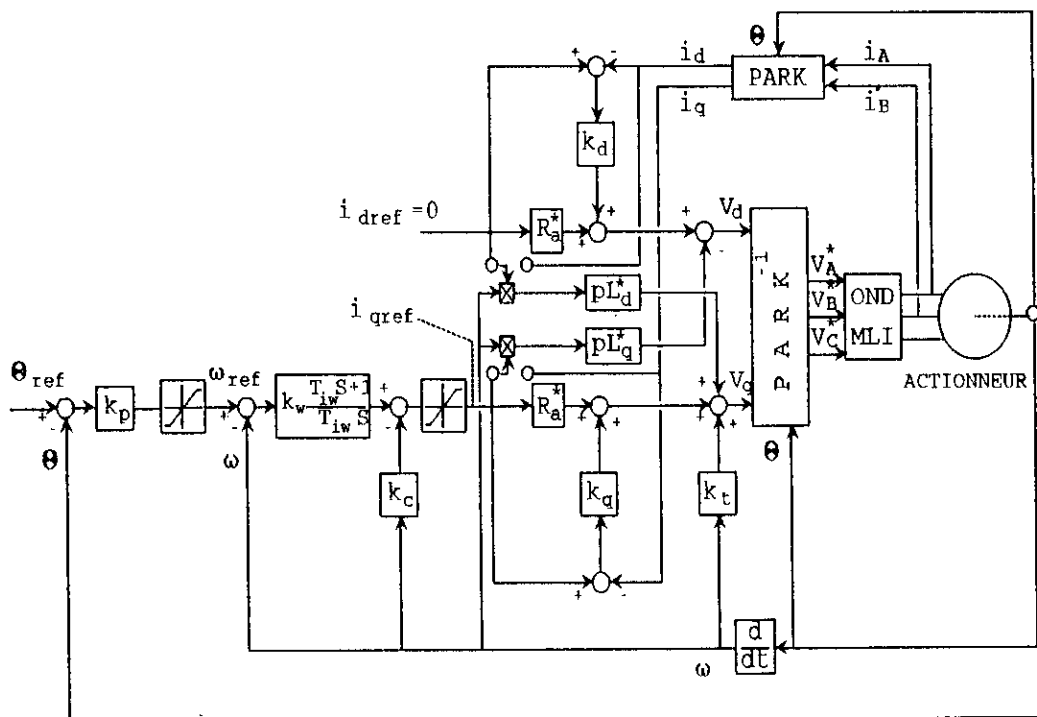 Θ
i_d
i_A
PARK
i_q
i_B
+
-
k_d
i_dref =0
R_a^*
+
+
+
-
V_d
PARK^-1
V_A^*
V_B^*
V_C^*
OND
MLI
pL_d^*
i_qref
pL_q^*
ACTIONNEUR
Θ_ref
+
-
k_p
ω_ref
+
-
k_w T_iw S+1
T_iw S
+
-
R_a^*
+
+
+
+
+
V_q
Θ
ω
Θ
k_c
k_q
k_t
+
-
ω
d
dt